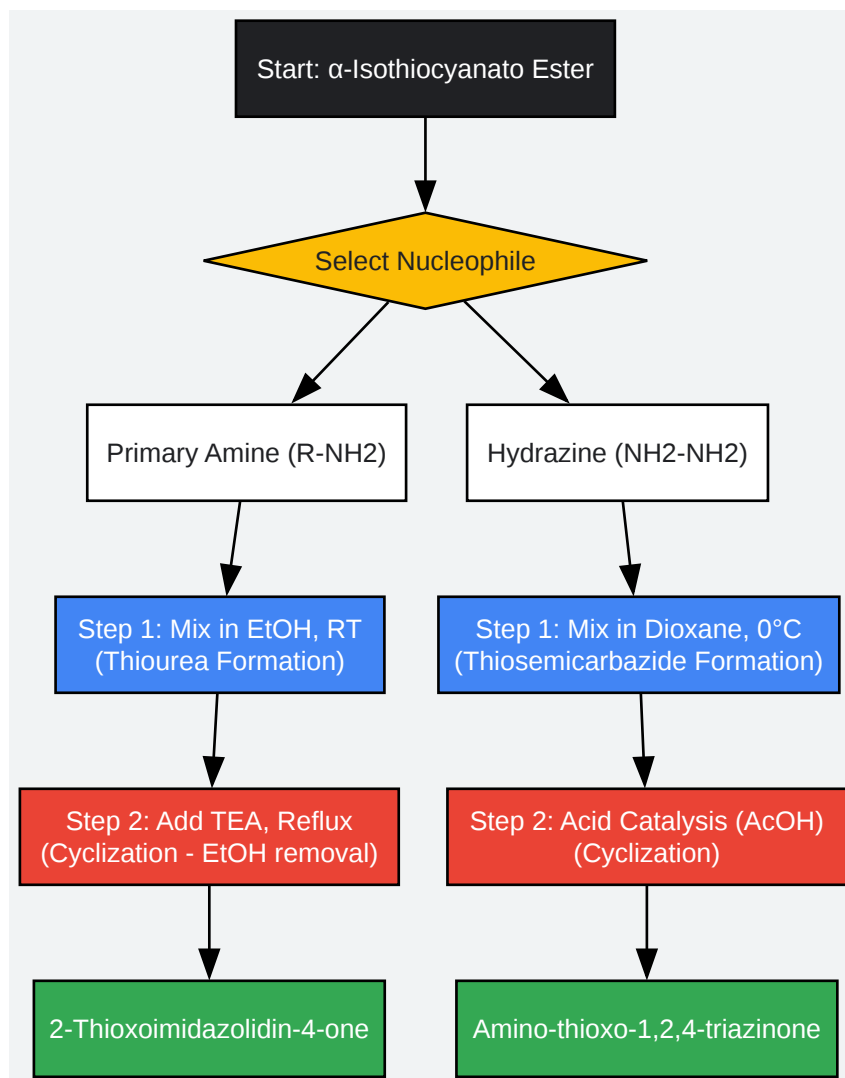 Start: α-Isothiocyanato Ester
Select Nucleophile
Primary Amine (R-NH2)
Hydrazine (NH2-NH2)
Step 1: Mix in EtOH, RT
(Thiourea Formation)
Step 1: Mix in Dioxane, 0°C
(Thiosemicarbazide Formation)
Step 2: Add TEA, Reflux
(Cyclization - EtOH removal)
Step 2: Acid Catalysis (AcOH)
(Cyclization)
2-Thioxoimidazolidin-4-one
Amino-thioxo-1,2,4-triazinone